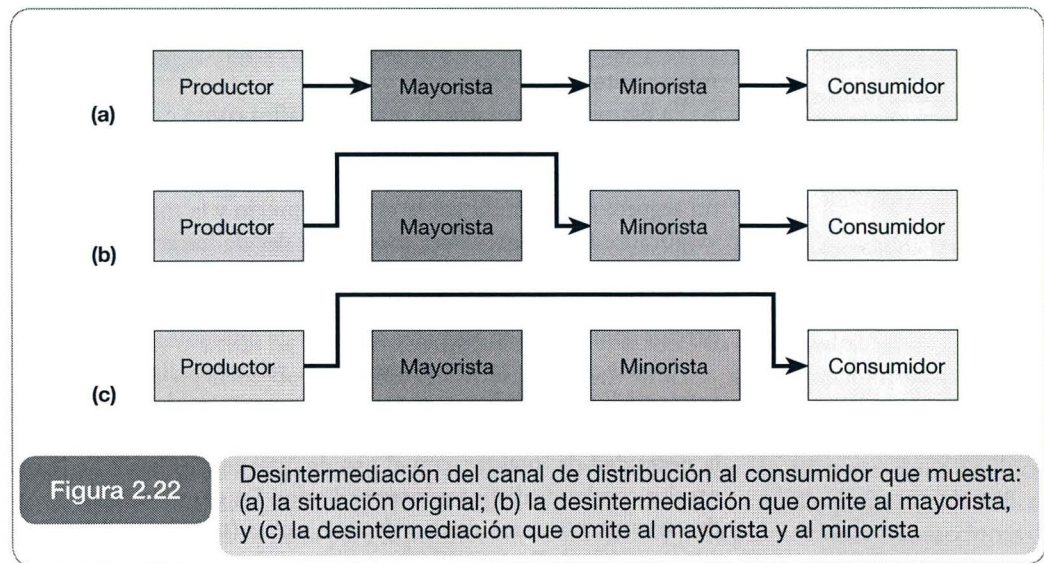 Productor Mayorista Minorista Consumidor
(a)
Productor Mayorista Minorista Consumidor
(b)
Productor Mayorista Minorista Consumidor
(c)
Figura 2.22
Desintermediación del canal de distribución al consumidor que muestra:
(a) la situación original; (b) la desintermediación que omite al mayorista,
y (c) la desintermediación que omite al mayorista y al minorista